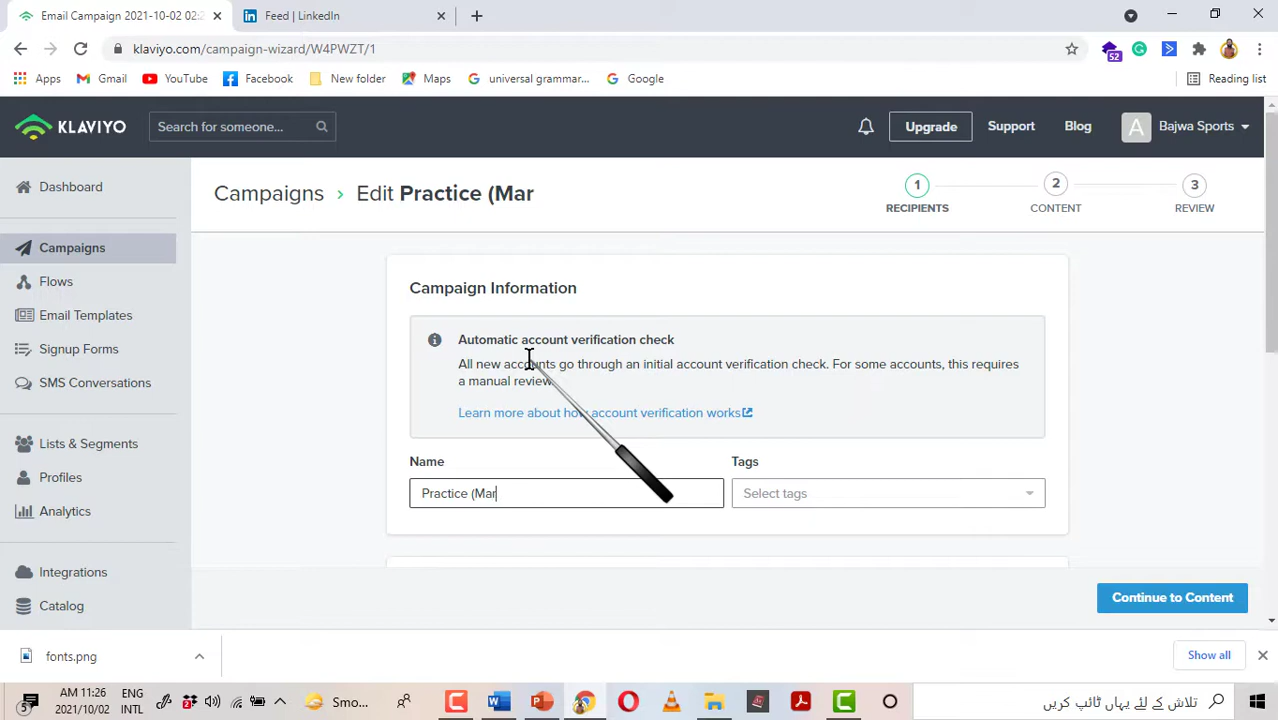 Email Campaign 2021-10-02 02:2
Feed | LinkedIn
klaviyo.com/campaign-wizard/W4PWZT/1
52
Apps
Gmail
YouTube
Facebook
New folder
Maps
universal grammar...
Google
Reading list
KLAVIYO
Search for someone...
Upgrade
Support
Blog
A
Bajwa Sports
Dashboard
Campaigns
Flows
Email Templates
Signup Forms
SMS Conversations
Lists & Segments
Profiles
Analytics
Integrations
Catalog
Campaigns › Edit Practice (Mar
1
RECIPIENTS
2
CONTENT
3
REVIEW
Campaign Information
Automatic account verification check
All new accounts go through an initial account verification check. For some accounts, this requires
a manual review.
Learn more about how account verification works
Name
Tags
Practice (Mar
Select tags
Continue to Content
fonts.png
Show all
AM 11:26
2021/10/02
ENG
INTL
Smo...
تلاش کے لئے یہاں ٹائپ کریں